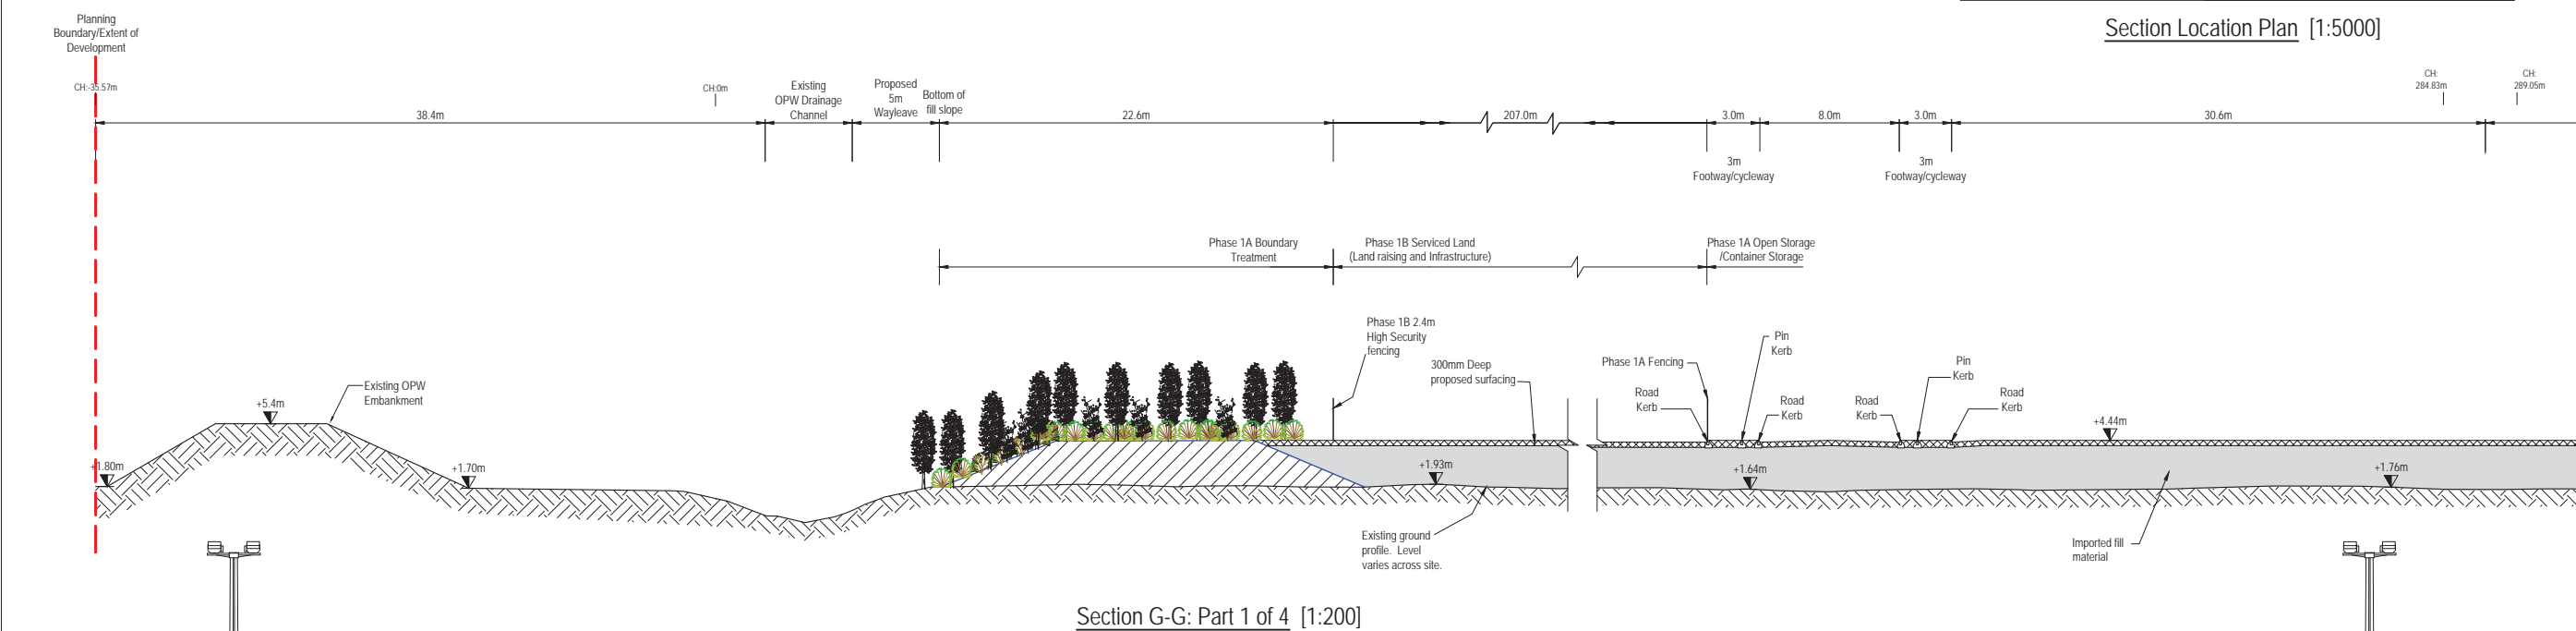 Section Location Plan [1:5000]
Planning
Boundary/Extent of
Development
CH:-35.57m
CH:0m
Existing
OPW Drainage
Channel
Proposed
5m
Wayleave
Bottom of
fill slope
CH:
284.83m
CH:
289.05m
38.4m
22.6m
207.0m
3.0m
8.0m
3.0m
30.6m
3m
Footway/cycleway
3m
Footway/cycleway
Phase 1A Boundary
Treatment
Phase 1B Serviced Land
(Land raising and Infrastructure)
Phase 1A Open Storage
/Container Storage
Phase 1B 2.4m
High Security
fencing
300mm Deep
proposed surfacing
Phase 1A Fencing
Pin
Kerb
Road
Kerb
Road
Kerb
Road
Kerb
Pin
Kerb
Road
Kerb
Existing OPW
Embankment
+5.4m
+4.44m
+1.80m
+1.70m
+1.93m
+1.64m
+1.76m
Existing ground
profile. Level
varies across site.
Imported fill
material
Section G-G: Part 1 of 4 [1:200]